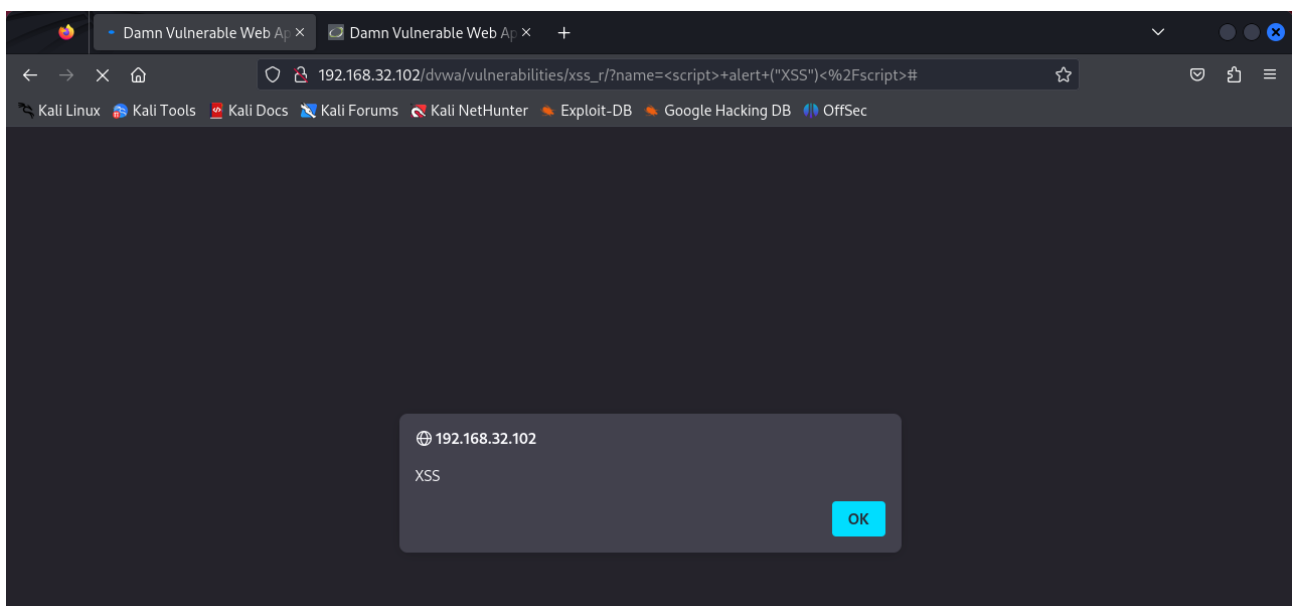 Damn Vulnerable Web Ap Damn Vulnerable Web Ap
192.168.32.102/dvwa/vulnerabilities/xss_r/?name=<script>+alert+("XSS")<%2Fscript>#
Kali Linux Kali Tools Kali Docs Kali Forums Kali NetHunter Exploit-DB Google Hacking DB OffSec
192.168.32.102
XSS
OK